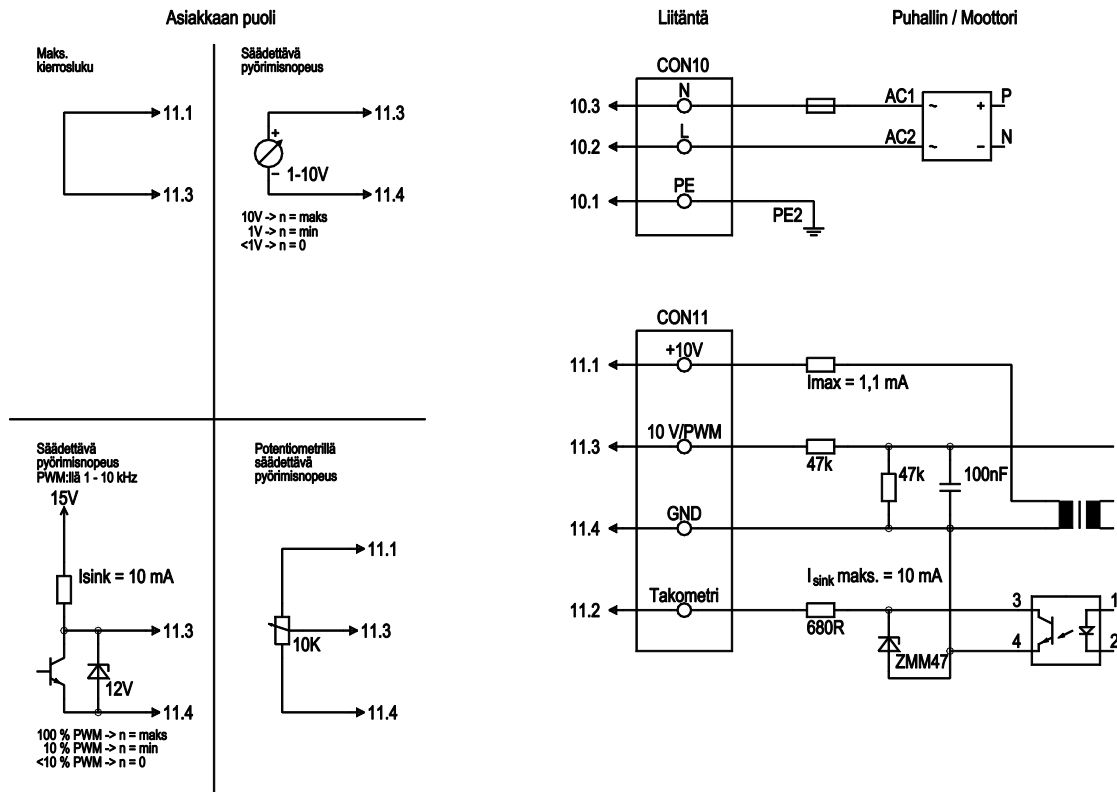 Asiakkaan puoli
Liitäntä
Puhallin / Moottori
Maks.
kierrosluku
11.1
11.3
Säädettävä
pyörimisnopeus
11.3
+
–
1-10V
11.4
10V -> n = maks
1V -> n = min
<1V -> n = 0
Säädettävä
pyörimisnopeus
PWM:llä 1 - 10 kHz
15V
Isink = 10 mA
11.3
12V
11.4
100 % PWM -> n = maks
10 % PWM -> n = min
<10 % PWM -> n = 0
Potentiometrillä
säädettävä
pyörimisnopeus
11.1
11.3
10K
11.4
CON10
10.3
N
AC1
~
+
P
10.2
L
AC2
~
–
N
10.1
PE
PE2
CON11
11.1
+10V
Imax = 1,1 mA
11.3
10 V/PWM
47k
47k
100nF
11.4
GND
Isink maks. = 10 mA
11.2
Takometri
680R
ZMM47
3
4
1
2